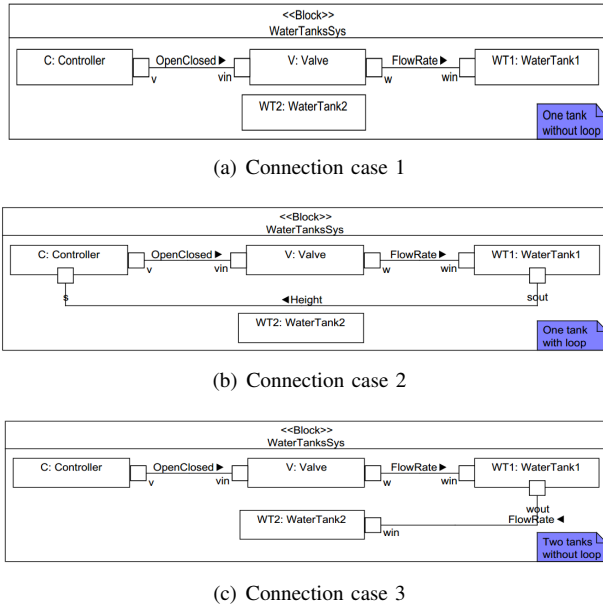 <<Block>>
WaterTanksSys
C: Controller
OpenClosed▶
V: Valve
FlowRate▶
WT1: WaterTank1
v
vin
w
win
WT2: WaterTank2
One tank
without loop
(a) Connection case 1
<<Block>>
WaterTanksSys
C: Controller
OpenClosed▶
V: Valve
FlowRate▶
WT1: WaterTank1
v
vin
w
win
s
◀Height
sout
WT2: WaterTank2
One tank
with loop
(b) Connection case 2
<<Block>>
WaterTanksSys
C: Controller
OpenClosed▶
V: Valve
FlowRate▶
WT1: WaterTank1
v
vin
w
win
wout
WT2: WaterTank2
FlowRate◀
win
Two tanks
without loop
(c) Connection case 3